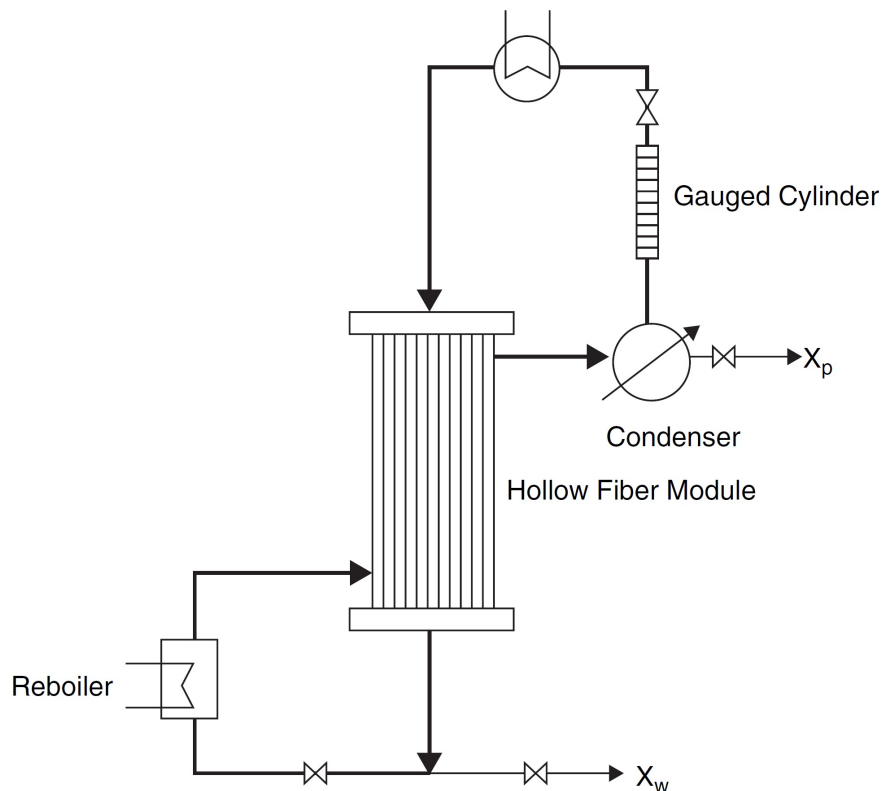 Gauged Cylinder
Xp
Condenser
Hollow Fiber Module
Reboiler
Xw